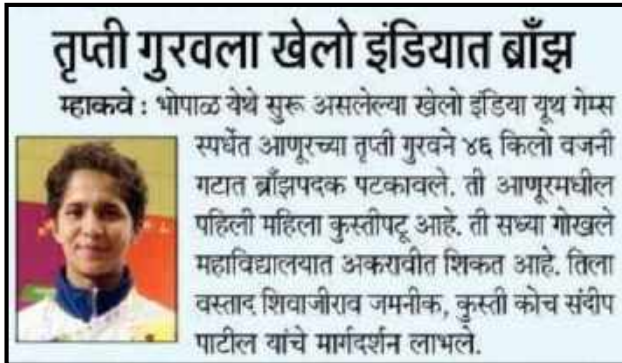 तृप्ती गुरवला खेलो इंडियात ब्राँझ
म्हाकवे : भोपाळ येथे सुरू असलेल्या खेलो इंडिया यूथ गेम्स
स्पर्धेत आणूरच्या तृप्ती गुरवने ४६ किलो वजनी
गटात ब्राँझपदक पटकावले. ती आणूरमधील
पहिली महिला कुस्तीपटू आहे. ती सध्या गोखले
महाविद्यालयात अकरावीत शिकत आहे. तिला
वस्ताद शिवाजीराव जमनीक, कुस्ती कोच संदीप
पाटील यांचे मार्गदर्शन लाभले.